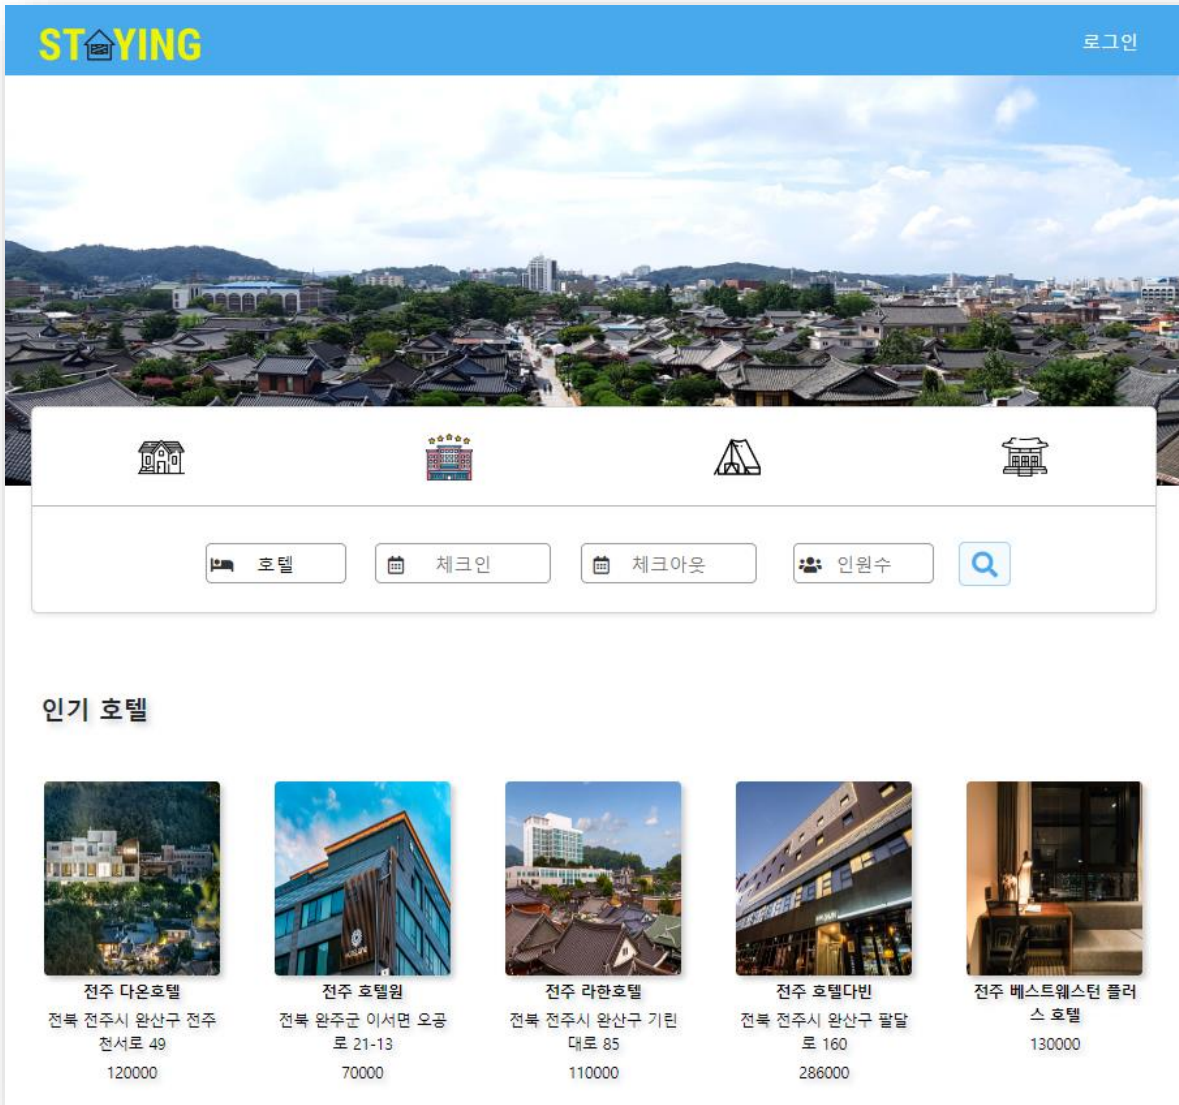 ST YING
로그인
호텔
체크인
체크아웃
인원수
인기 호텔
전주 다온호텔
전북 전주시 완산구 전주
천서로 49
120000
전주 호텔원
전북 완주군 이서면 오공
로 21-13
70000
전주 라한호텔
전북 전주시 완산구 기린
대로 85
110000
전주 호텔다빈
전북 전주시 완산구 팔달
로 160
286000
전주 베스트웨스턴 플러
스 호텔
130000